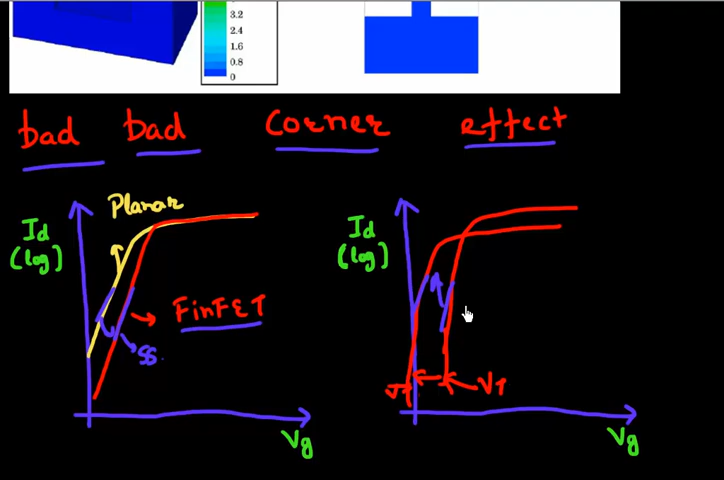 3.2
2.4
1.6
0.8
0
bad bad corner effect
Planar
Id
(log)
FinFET
SS
Vg
Id
(log)
VT
VT
Vg